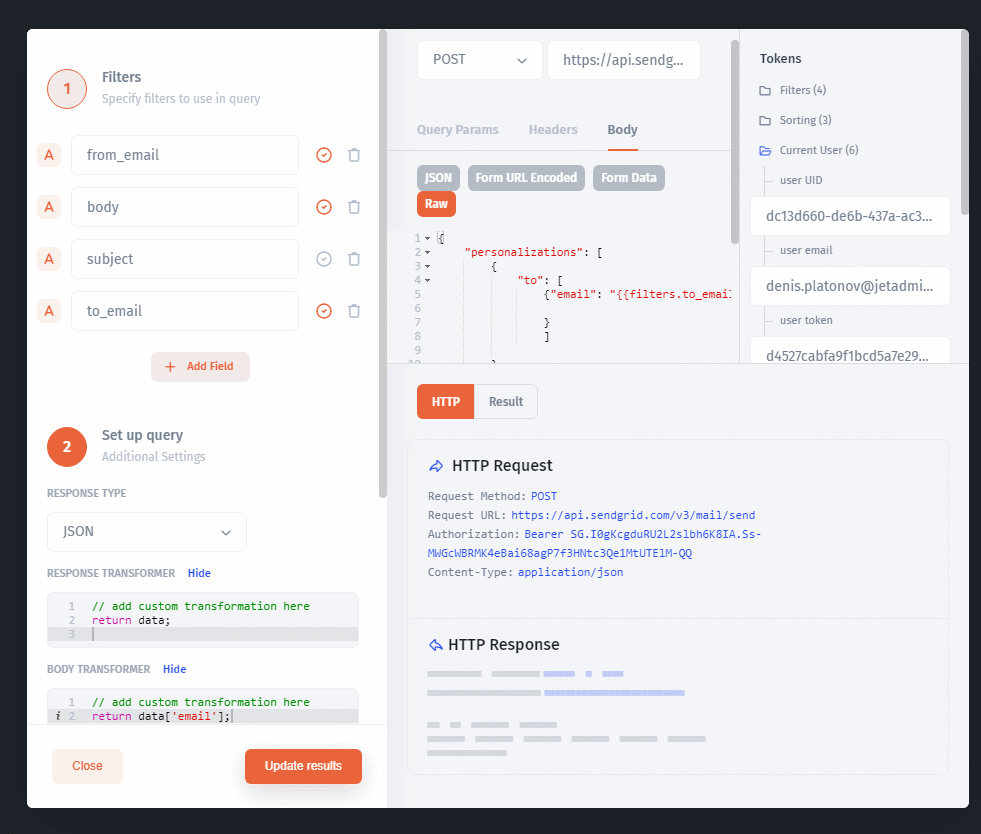 1
Filters
Specify filters to use in query
A
from_email
A
body
A
subject
A
to_email
+ Add Field
2
Set up query
Additional Settings
RESPONSE TYPE
JSON
RESPONSE TRANSFORMER Hide
1 // add custom transformation here
2 return data;
3
BODY TRANSFORMER Hide
1 // add custom transformation here
i 2 return data['email'];
Close
Update results
POST
https://api.sendg...
Query Params
Headers
Body
JSON
Form URL Encoded
Form Data
Raw
1 {
2 "personalizations": [
3 {
4 "to": [
5 {"email": "{{filters.to_email
6
7 }
8 ]
9
10 }
Tokens
Filters (4)
Sorting (3)
Current User (6)
user UID
dc13d660-de6b-437a-ac3...
user email
denis.platonov@jetadmi...
user token
d4527cabfa9f1bcd5a7e29...
HTTP
Result
HTTP Request
Request Method: POST
Request URL: https://api.sendgrid.com/v3/mail/send
Authorization: Bearer SG.I0gKcgduRU2L2slbh6K8IA.Ss-
MWGcWBRMK4eBai68agP7f3HNtc3Qe1MtUTE1M-QQ
Content-Type: application/json
HTTP Response